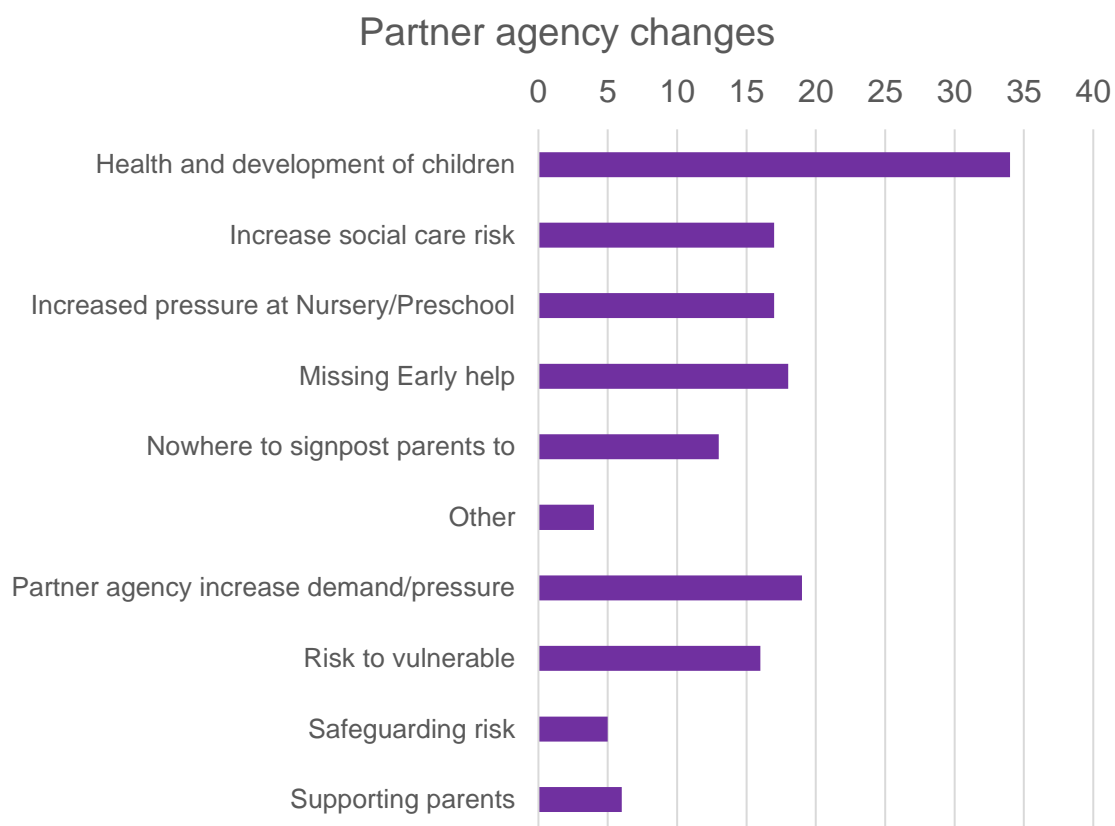 Partner agency changes
0 5 10 15 20 25 30 35 40
Health and development of children
Increase social care risk
Increased pressure at Nursery/Preschool
Missing Early help
Nowhere to signpost parents to
Other
Partner agency increase demand/pressure
Risk to vulnerable
Safeguarding risk
Supporting parents